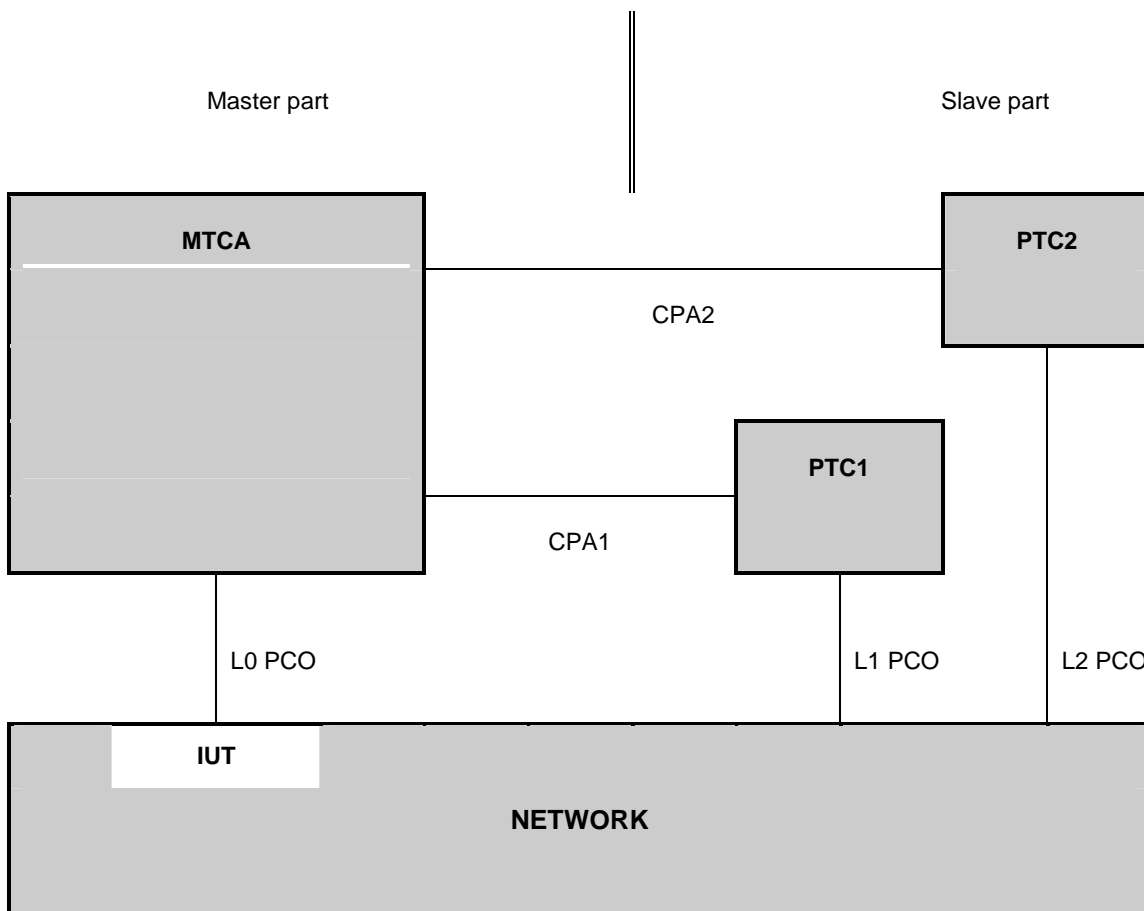 Master part
Slave part
MTCA
PTC2
CPA2
PTC1
CPA1
L0 PCO
L1 PCO
L2 PCO
IUT
NETWORK